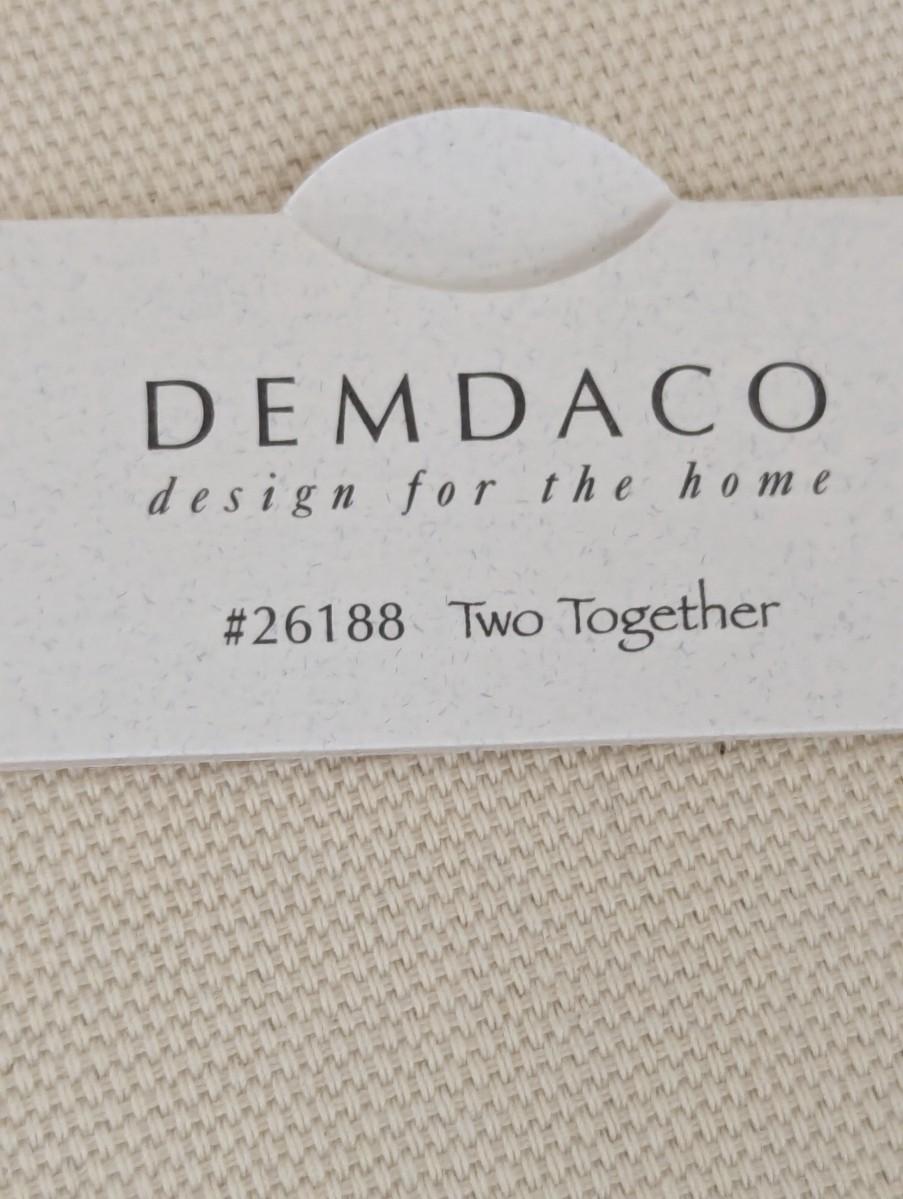 DEMDACO
design for the home
#26188 Two Together